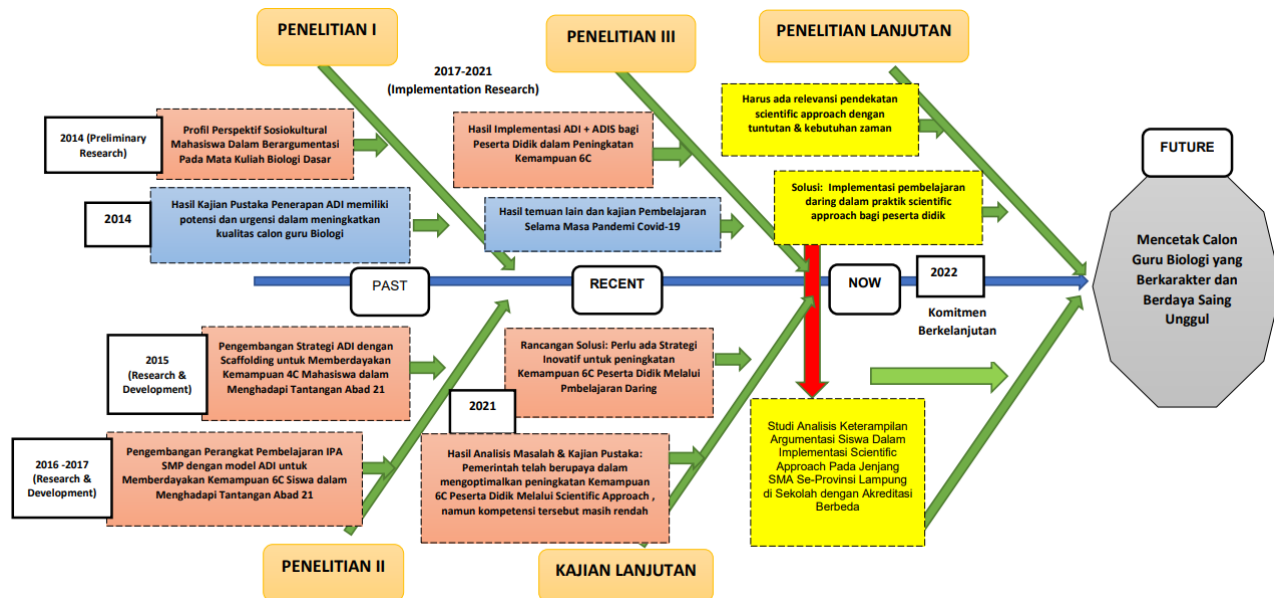 PENELITIAN I
PENELITIAN III
PENELITIAN LANJUTAN
2017-2021
(Implementation Research)
2014 (Preliminary
Research)
Profil Perspektif Sosiokultural
Mahasiswa Dalam Berargumentasi
Pada Mata Kuliah Biologi Dasar
Hasil Implementasi ADI + ADIS bagi
Peserta Didik dalam Peningkatan
Kemampuan 6C
Harus ada relevansi pendekatan
scientific approach dengan
tuntutan & kebutuhan zaman
FUTURE
2014
Hasil Kajian Pustaka Penerapan ADI memiliki
potensi dan urgensi dalam meningkatkan
kualitas calon guru Biologi
Hasil temuan lain dan kajian Pembelajaran
Selama Masa Pandemi Covid-19
Solusi: Implementasi pembelajaran
daring dalam praktik scientific
approach bagi peserta didik
Mencetak Calon
Guru Biologi yang
Berkarakter dan
Berdaya Saing
Unggul
PAST
RECENT
NOW
2022
Komitmen
Berkelanjutan
2015
(Research &
Development)
Pengembangan Strategi ADI dengan
Scaffolding untuk Memberdayakan
Kemampuan 4C Mahasiswa dalam
Menghadapi Tantangan Abad 21
Rancangan Solusi: Perlu ada Strategi
Inovatif untuk peningkatan
Kemampuan 6C Peserta Didik Melalui
Pmbelajaran Daring
2021
2016 -2017
(Research &
Development)
Pengembangan Perangkat Pembelajaran IPA
SMP dengan model ADI untuk
Memberdayakan Kemampuan 6C Siswa dalam
Menghadapi Tantangan Abad 21
Hasil Analisis Masalah & Kajian Pustaka:
Pemerintah telah berupaya dalam
mengoptimalkan peningkatan Kemampuan
6C Peserta Didik Melalui Scientific Approach ,
namun kompetensi tersebut masih rendah
Studi Analisis Keterampilan
Argumentasi Siswa Dalam
Implementasi Scientific
Approach Pada Jenjang
SMA Se-Provinsi Lampung
di Sekolah dengan Akreditasi
Berbeda
PENELITIAN II
KAJIAN LANJUTAN